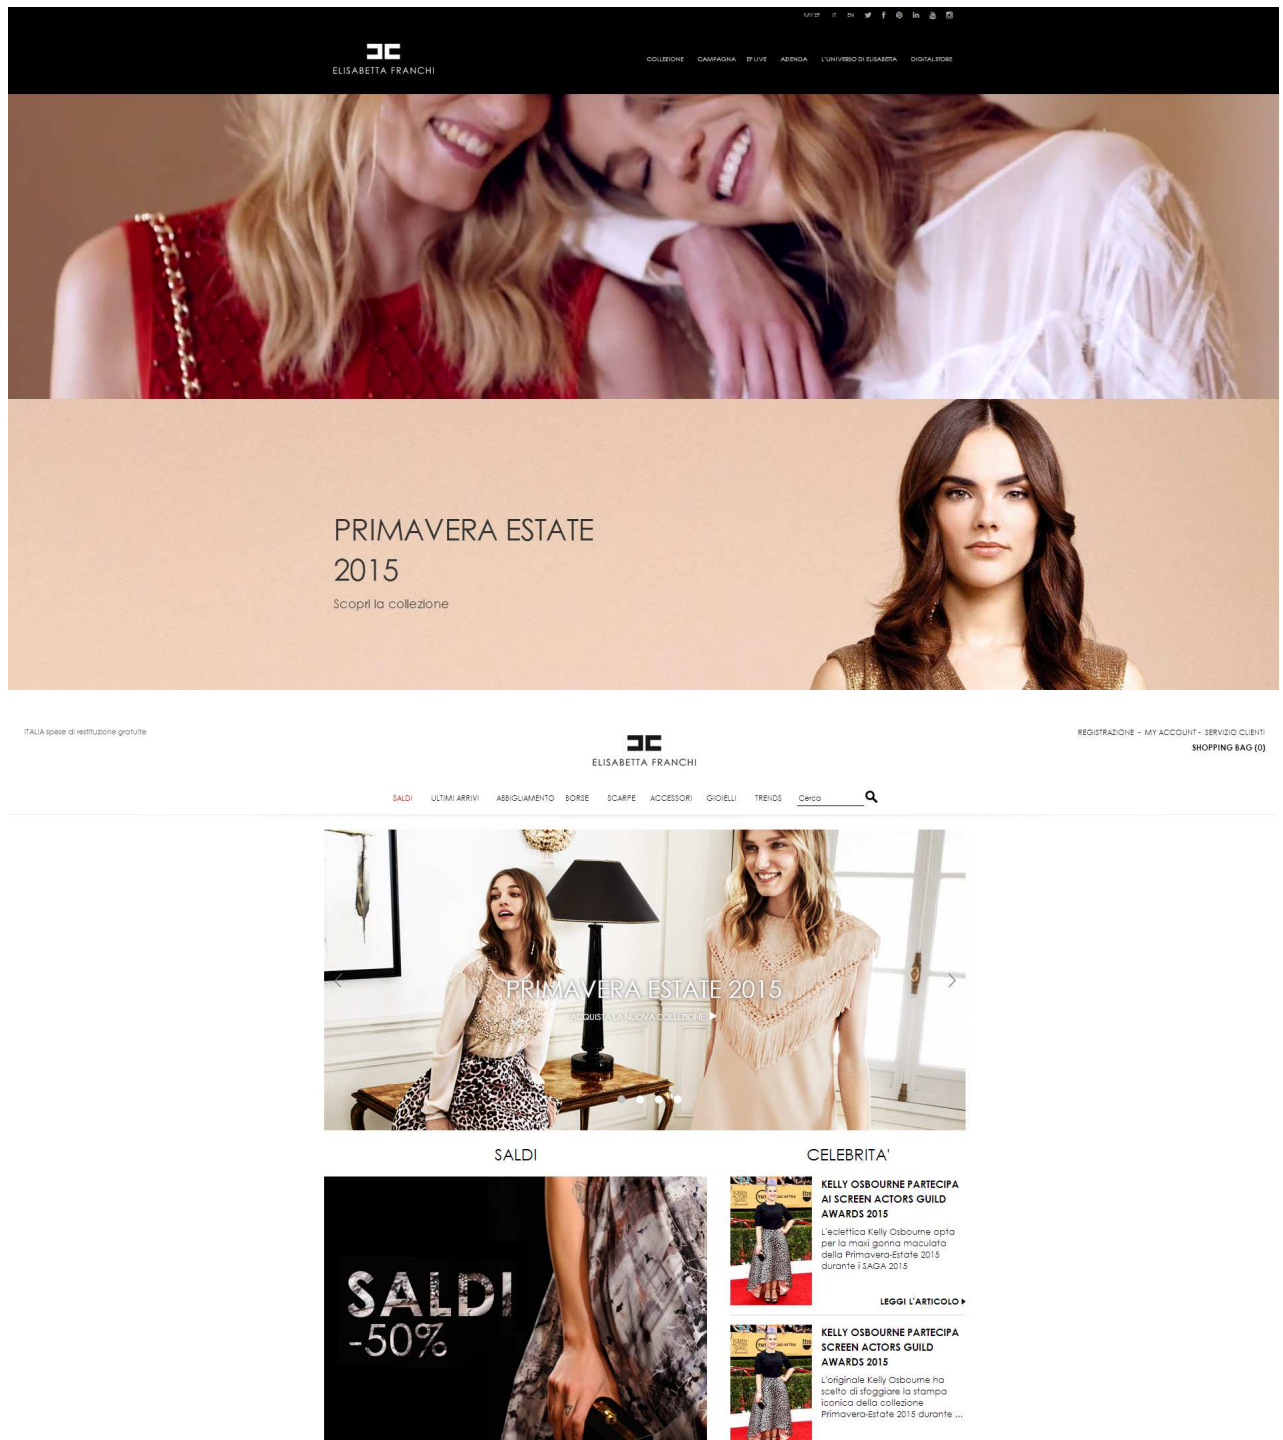 MY EF IT EN
ELISABETTA FRANCHI
COLLEZIONE CAMPAGNA EF LIVE AZIENDA L'UNIVERSO DI ELISABETTA DIGITAL STORE
PRIMAVERA ESTATE
2015
Scopri la collezione
ITALIA spese di restituzione gratuite
REGISTRAZIONE - MY ACCOUNT - SERVIZIO CLIENTI
SHOPPING BAG (0)
ELISABETTA FRANCHI
SALDI ULTIMI ARRIVI ABBIGLIAMENTO BORSE SCARPE ACCESSORI GIOIELLI TRENDS Cerca
PRIMAVERA ESTATE 2015
ACQUISTA LA NUOVA COLLEZIONE
SALDI
SALDI
-50%
CELEBRITA'
KELLY OSBOURNE PARTECIPA
AI SCREEN ACTORS GUILD
AWARDS 2015
L'eclettica Kelly Osbourne opta
per la maxi gonna maculata
della Primavera-Estate 2015
durante i SAGA 2015
LEGGI L'ARTICOLO
KELLY OSBOURNE PARTECIPA
SCREEN ACTORS GUILD
AWARDS 2015
L'originale Kelly Osbourne ha
scelto di sfoggiare la stampa
iconica della collezione
Primavera-Estate 2015 durante ...